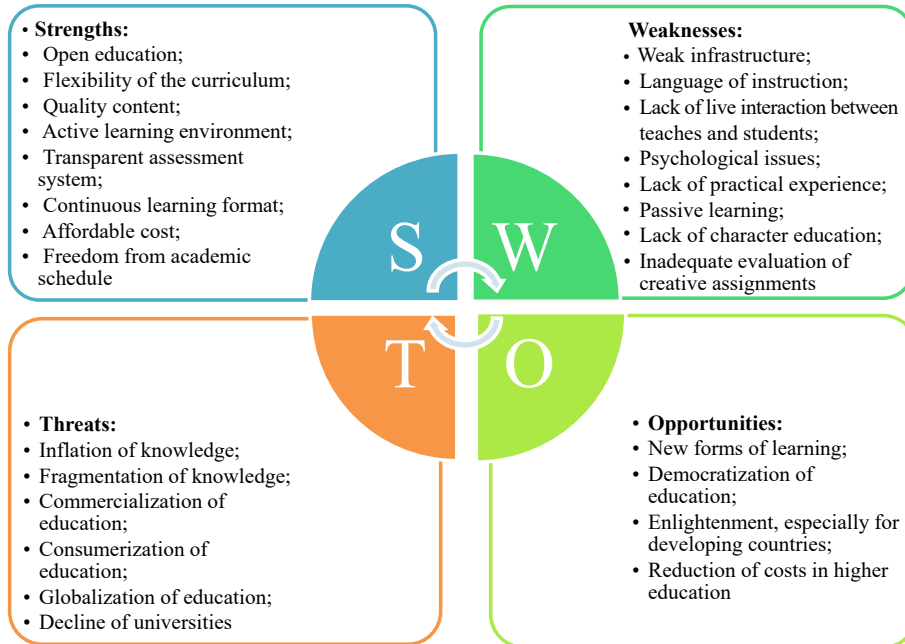 • Strengths:
• Open education;
• Flexibility of the curriculum;
• Quality content;
• Active learning environment;
• Transparent assessment
system;
• Continuous learning format;
• Affordable cost;
• Freedom from academic
schedule
Weaknesses:
• Weak infrastructure;
• Language of instruction;
• Lack of live interaction between
teaches and students;
• Psychological issues;
• Lack of practical experience;
• Passive learning;
• Lack of character education;
• Inadequate evaluation of
creative assignments
S
W
T
O
• Threats:
• Inflation of knowledge;
• Fragmentation of knowledge;
• Commercialization of
education;
• Consumerization of
education;
• Globalization of education;
• Decline of universities
• Opportunities:
• New forms of learning;
• Democratization of
education;
• Enlightenment, especially for
developing countries;
• Reduction of costs in higher
education